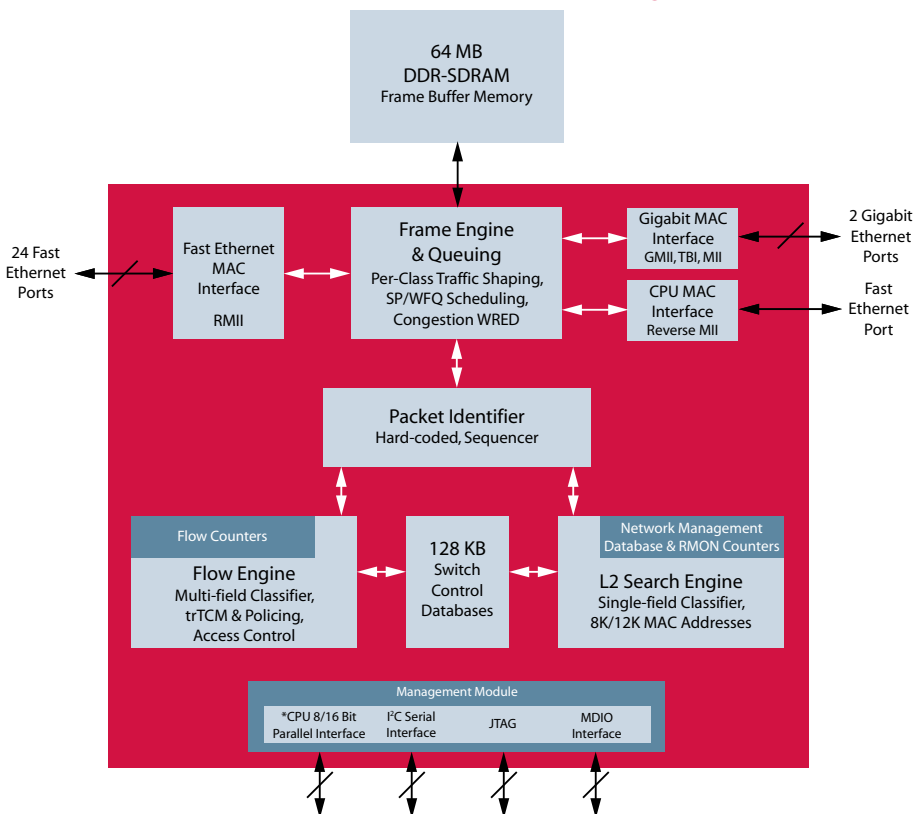 64 MB
DDR-SDRAM
Frame Buffer Memory
24 Fast
Ethernet
Ports
Fast Ethernet
MAC
Interface
RMII
Frame Engine
& Queuing
Per-Class Traffic Shaping,
SP/WFQ Scheduling,
Congestion WRED
Gigabit MAC
Interface
GMII, TBI, MII
2 Gigabit
Ethernet
Ports
CPU MAC
Interface
Reverse MII
Fast
Ethernet
Port
Packet Identifier
Hard-coded, Sequencer
Flow Counters
Flow Engine
Multi-field Classifier,
trTCM & Policing,
Access Control
128 KB
Switch
Control
Databases
Network Management
Database & RMON Counters
L2 Search Engine
Single-field Classifier,
8K/12K MAC Addresses
Management Module
*CPU 8/16 Bit
Parallel Interface
I²C Serial
Interface
JTAG
MDIO
Interface